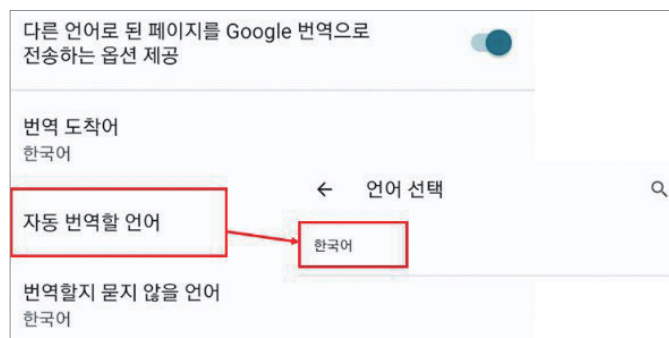 다른 언어로 된 페이지를 Google 번역으로
전송하는 옵션 제공
번역 도착어
한국어
자동 번역할 언어
언어 선택
한국어
번역할지 묻지 않을 언어
한국어